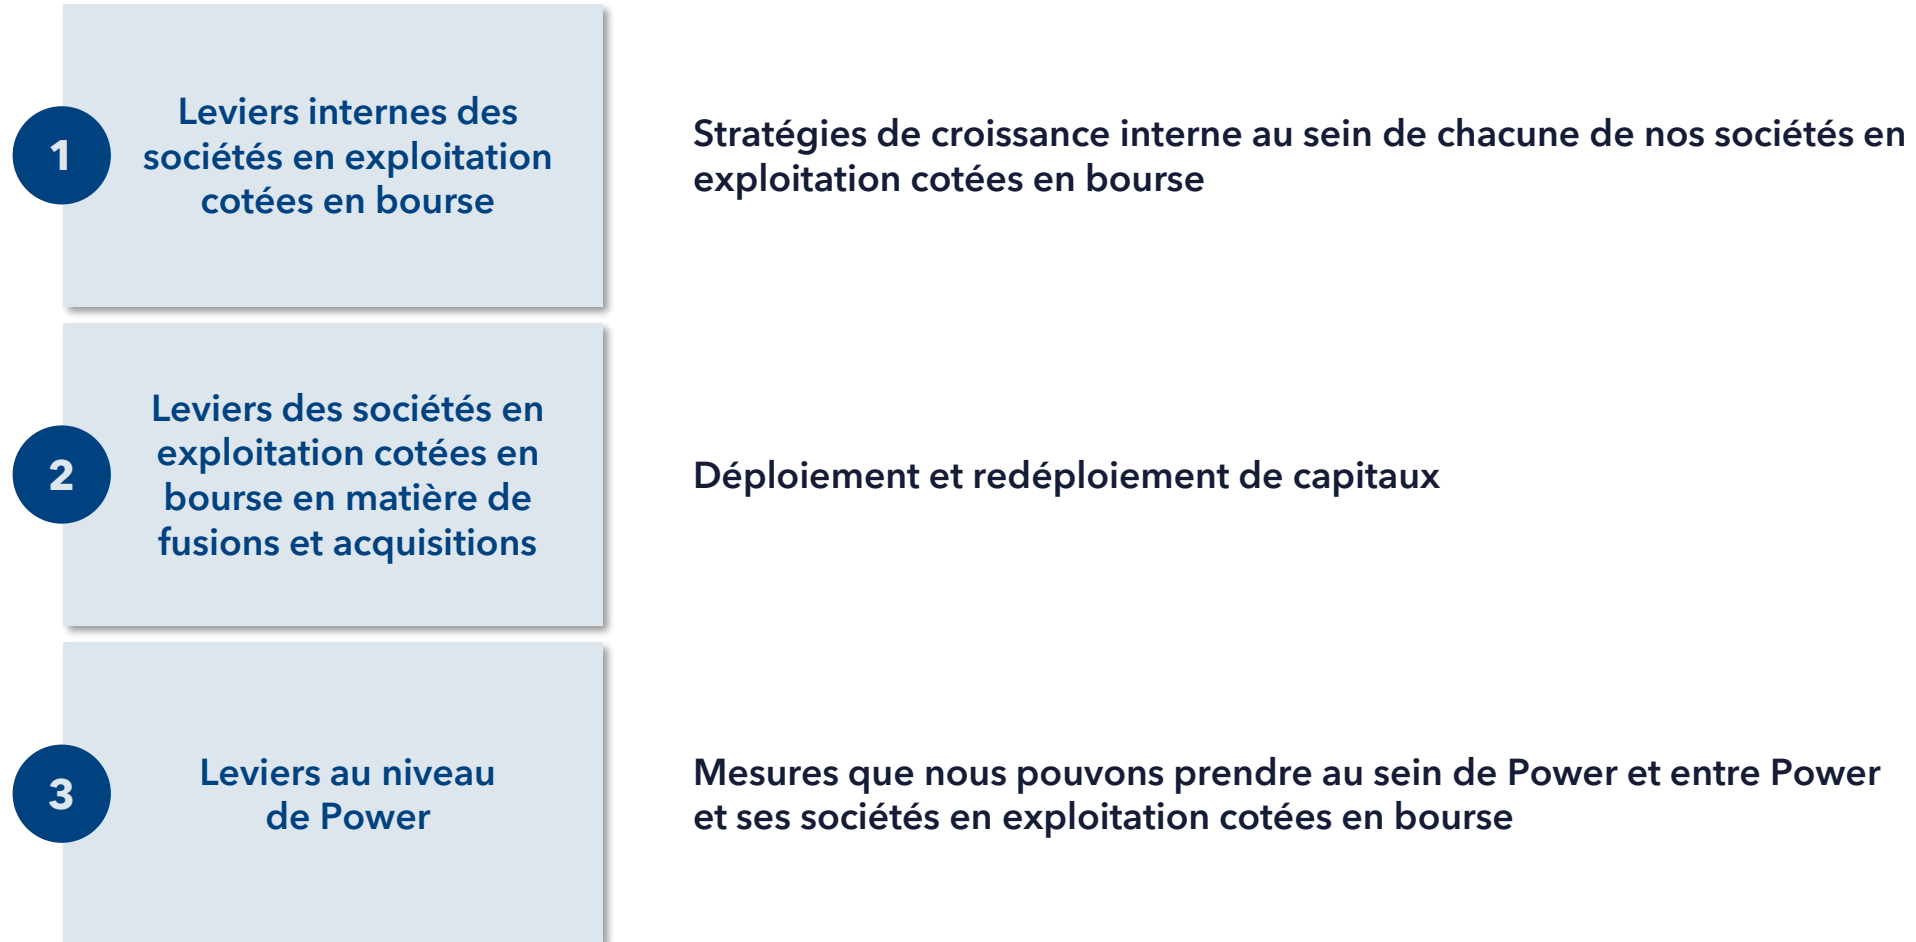 1
Leviers internes des
sociétés en exploitation
cotées en bourse
Stratégies de croissance interne au sein de chacune de nos sociétés en
exploitation cotées en bourse
2
Leviers des sociétés en
exploitation cotées en
bourse en matière de
fusions et acquisitions
Déploiement et redéploiement de capitaux
3
Leviers au niveau
de Power
Mesures que nous pouvons prendre au sein de Power et entre Power
et ses sociétés en exploitation cotées en bourse